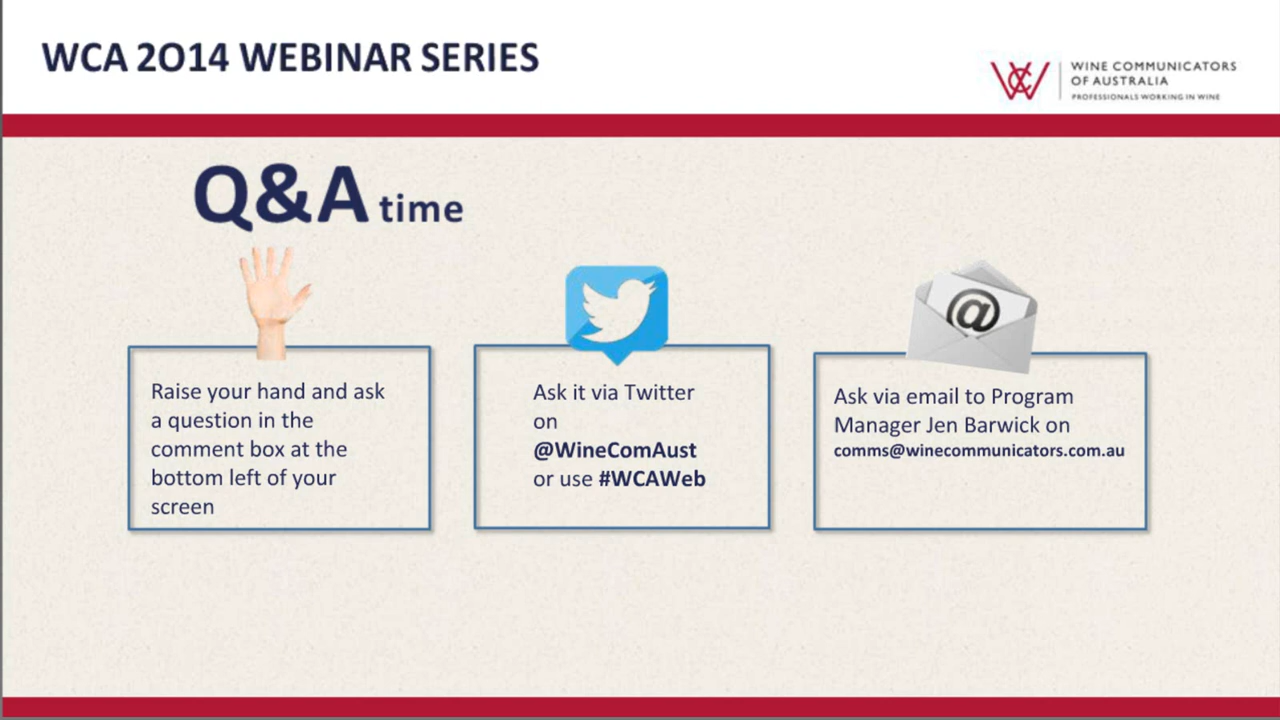 WCA 2014 WEBINAR SERIES
WINE COMMUNICATORS
OF AUSTRALIA
PROFESSIONALS WORKING IN WINE
Q&A time
Raise your hand and ask
a question in the
comment box at the
bottom left of your
screen
Ask it via Twitter
on
@WineComAust
or use #WCAWeb
@
Ask via email to Program
Manager Jen Barwick on
comms@winecommunicators.com.au